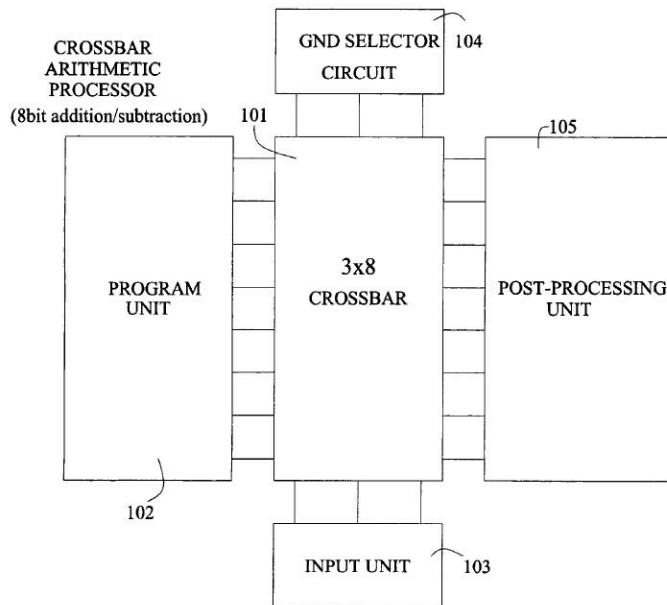 GND SELECTOR
CIRCUIT
104
CROSSBAR
ARITHMETIC
PROCESSOR
(8bit addition/subtraction)
101
105
PROGRAM
UNIT
3x8
CROSSBAR
POST-PROCESSING
UNIT
102
INPUT UNIT
103